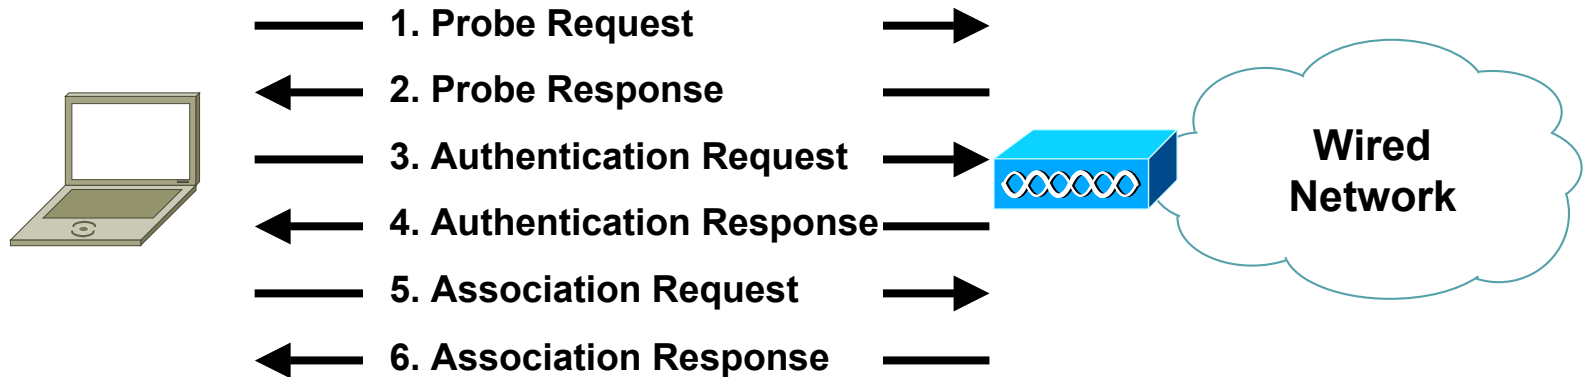 1. Probe Request
2. Probe Response
3. Authentication Request
4. Authentication Response
5. Association Request
6. Association Response
Wired
Network